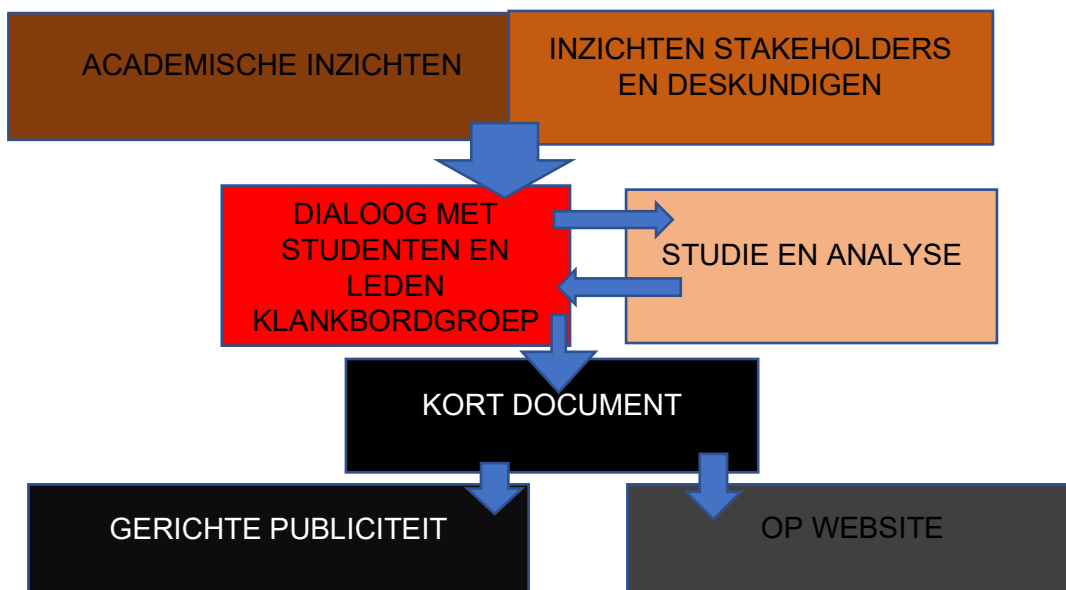 ACADEMISCHE INZICHTEN
INZICHTEN STAKEHOLDERS
EN DESKUNDIGEN
DIALOOG MET
STUDENTEN EN
LEDEN
KLANKBORDGROEP
STUDIE EN ANALYSE
KORT DOCUMENT
GERICHTE PUBLICITEIT
OP WEBSITE